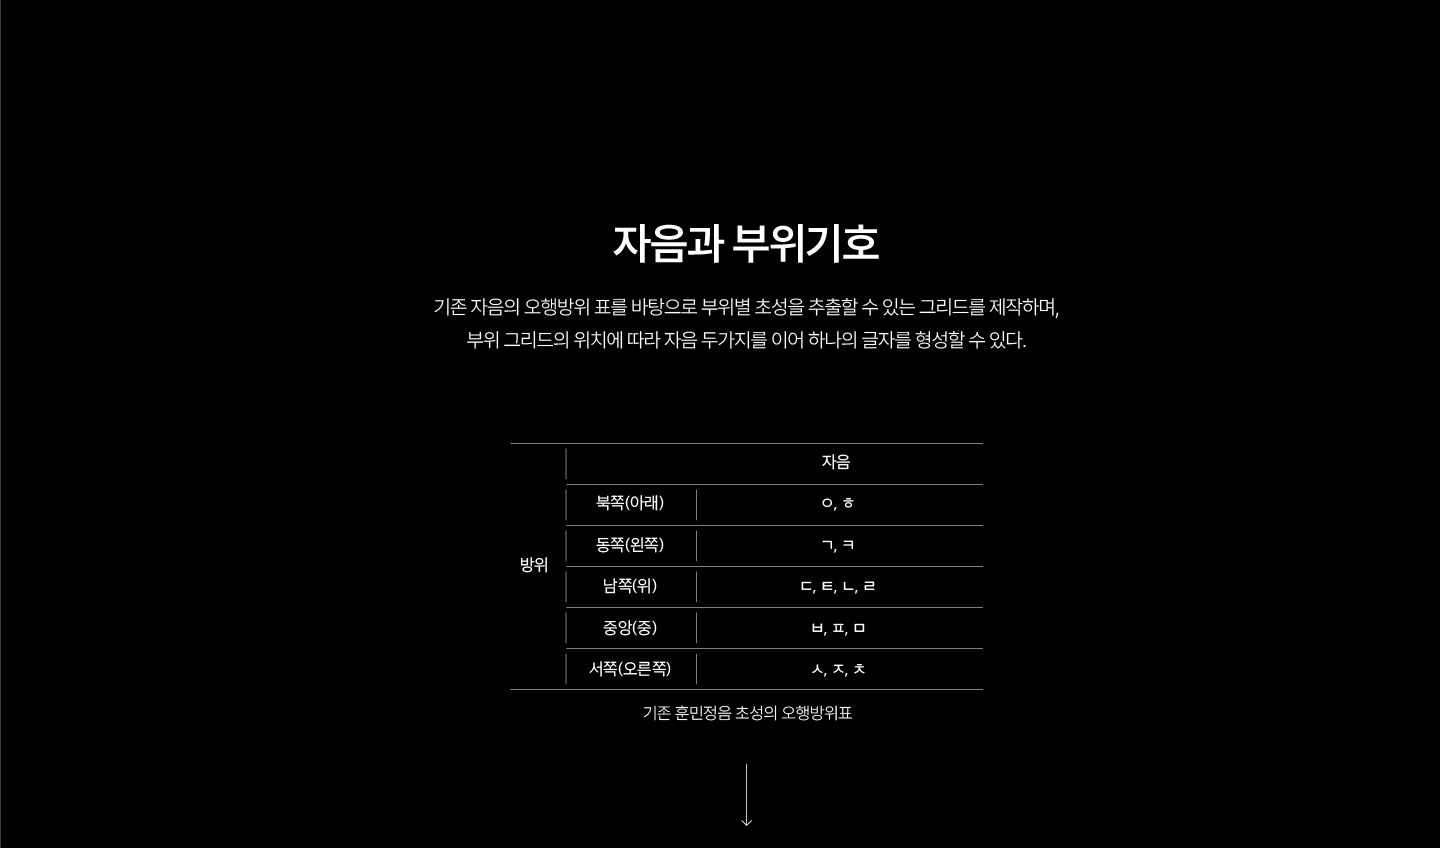 자음과 부위기호
기존 자음의 오행방위 표를 바탕으로 부위별 초성을 추출할 수 있는 그리드를 제작하며,
부위 그리드의 위치에 따라 자음 두가지를 이어 하나의 글자를 형성할 수 있다.
자음
방위
북쪽(아래) ㅇ, ㅎ
동쪽(왼쪽) ㄱ, ㅋ
남쪽(위) ㄷ, ㅌ, ㄴ, ㄹ
중앙(중) ㅂ, ㅍ, ㅁ
서쪽(오른쪽) ㅅ, ㅈ, ㅊ
기존 훈민정음 초성의 오행방위표